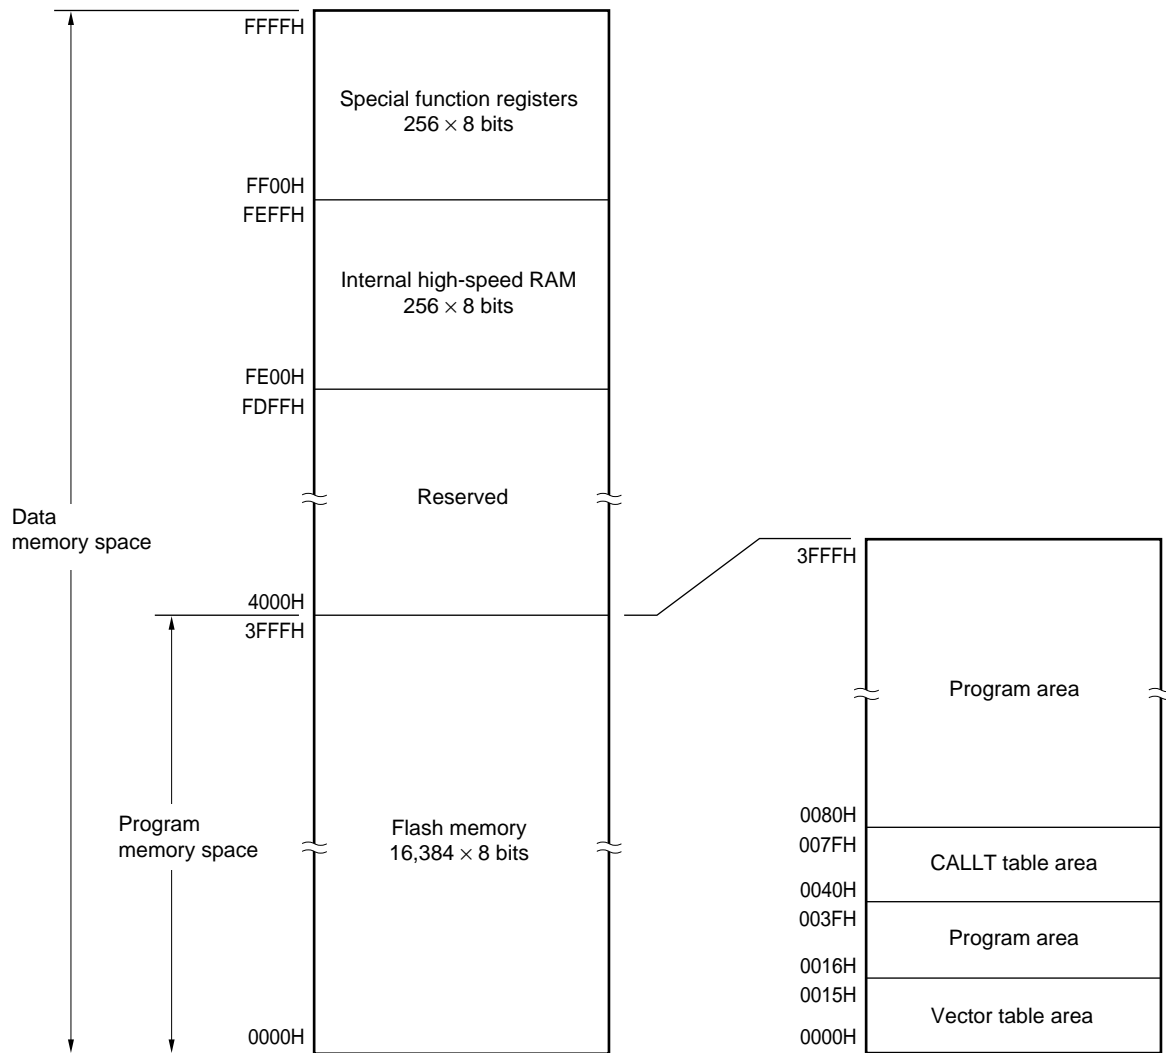 FFFFH
Special function registers
256 × 8 bits
FF00H
FEFFH
Internal high-speed RAM
256 × 8 bits
FE00H
FDFFH
Reserved
Data
memory space
4000H
3FFFH
Program
memory space
Flash memory
16,384 × 8 bits
0000H
3FFFH
Program area
0080H
007FH
CALLT table area
0040H
003FH
Program area
0016H
0015H
Vector table area
0000H